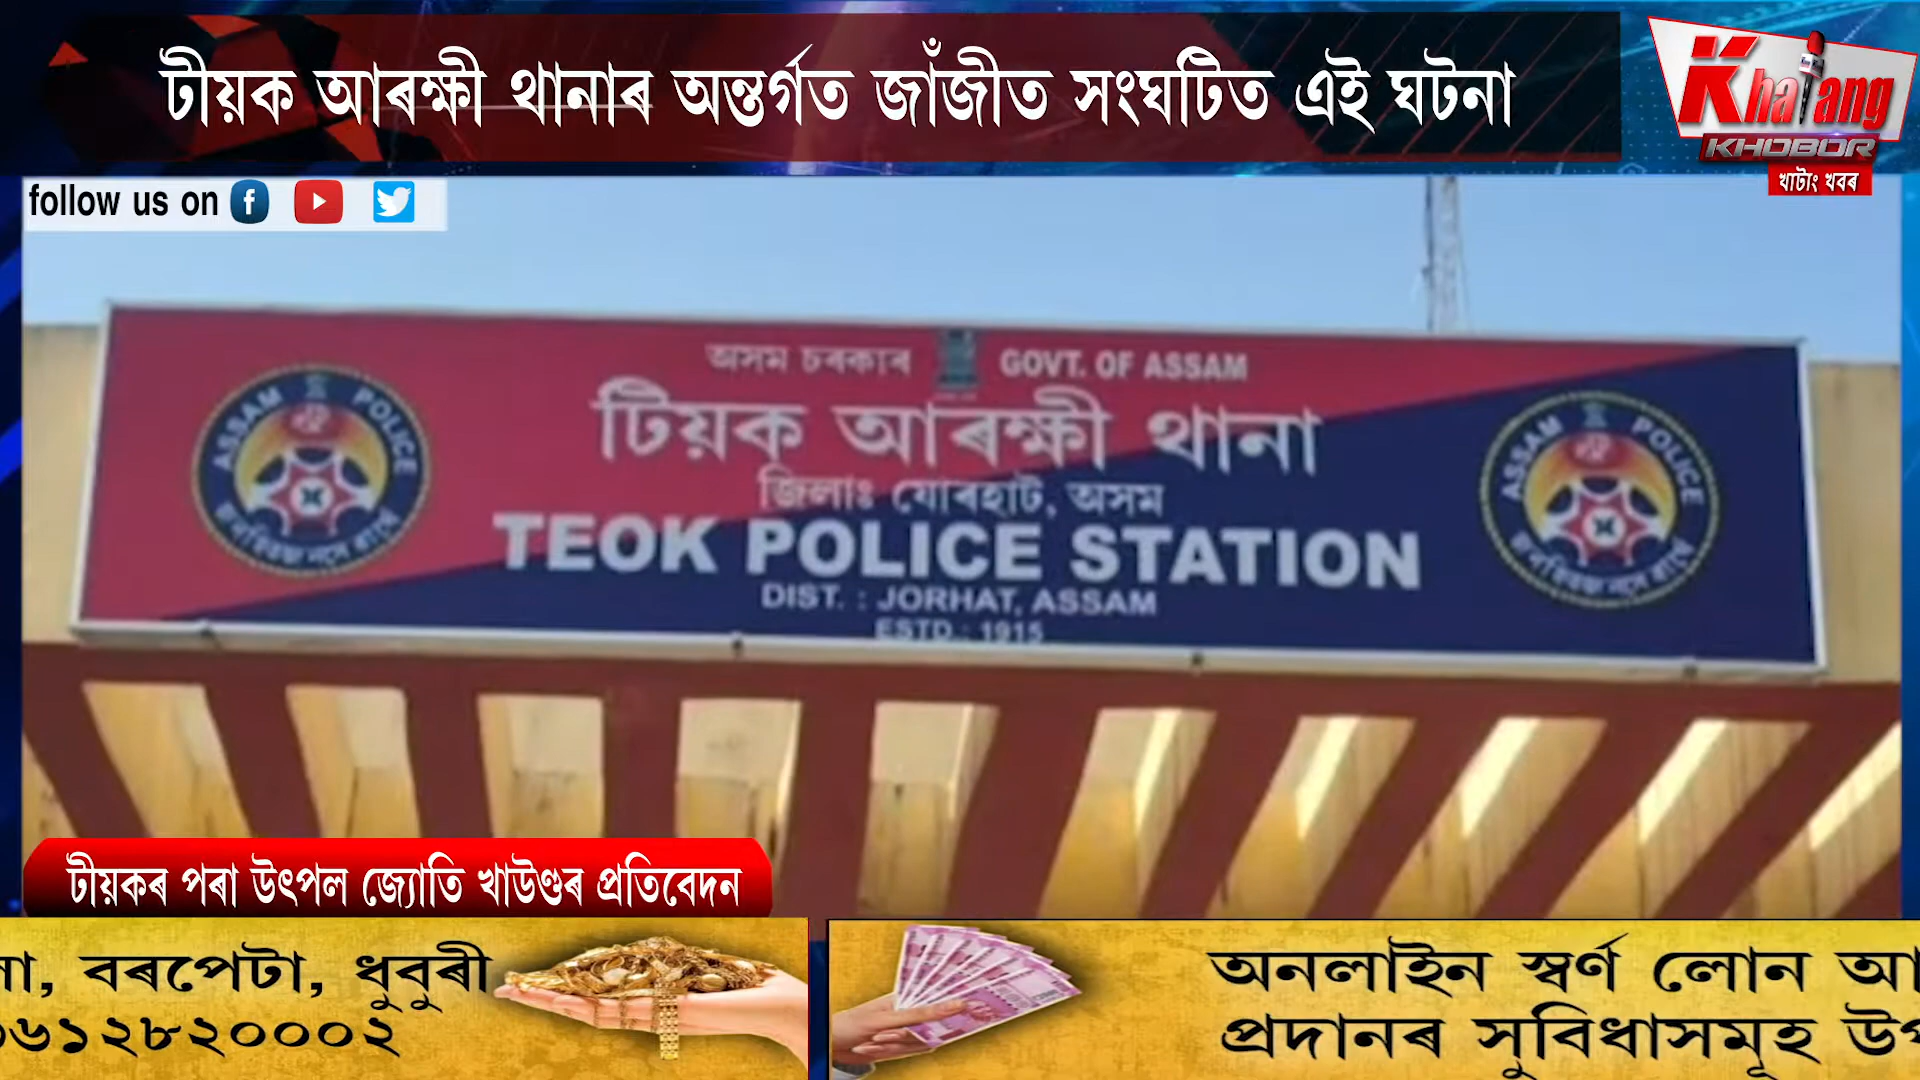 টীয়ক আৰক্ষী থানাৰ অন্তৰ্গত জাঁজীত সংঘটিত এই ঘটনা
Khatang
KHOBOR
খাটাং খবৰ
follow us on
অসম চৰকাৰ GOVT. OF ASSAM
টিয়ক আৰক্ষী থানা
জিলাঃ যোৰহাট, অসম
TEOK POLICE STATION
DIST. : JORHAT, ASSAM
ESTD.: 1915
ASSAM POLICE
ASSAM POLICE
টীয়কৰ পৰা উৎপল জ্যোতি খাউণ্ডৰ প্ৰতিবেদন
বৰপেটা, ধুবুৰী
৬১২৮২০০০২
অনলাইন স্বৰ্ণ লোন আ
প্ৰদানৰ সুবিধাসমূহ উপ